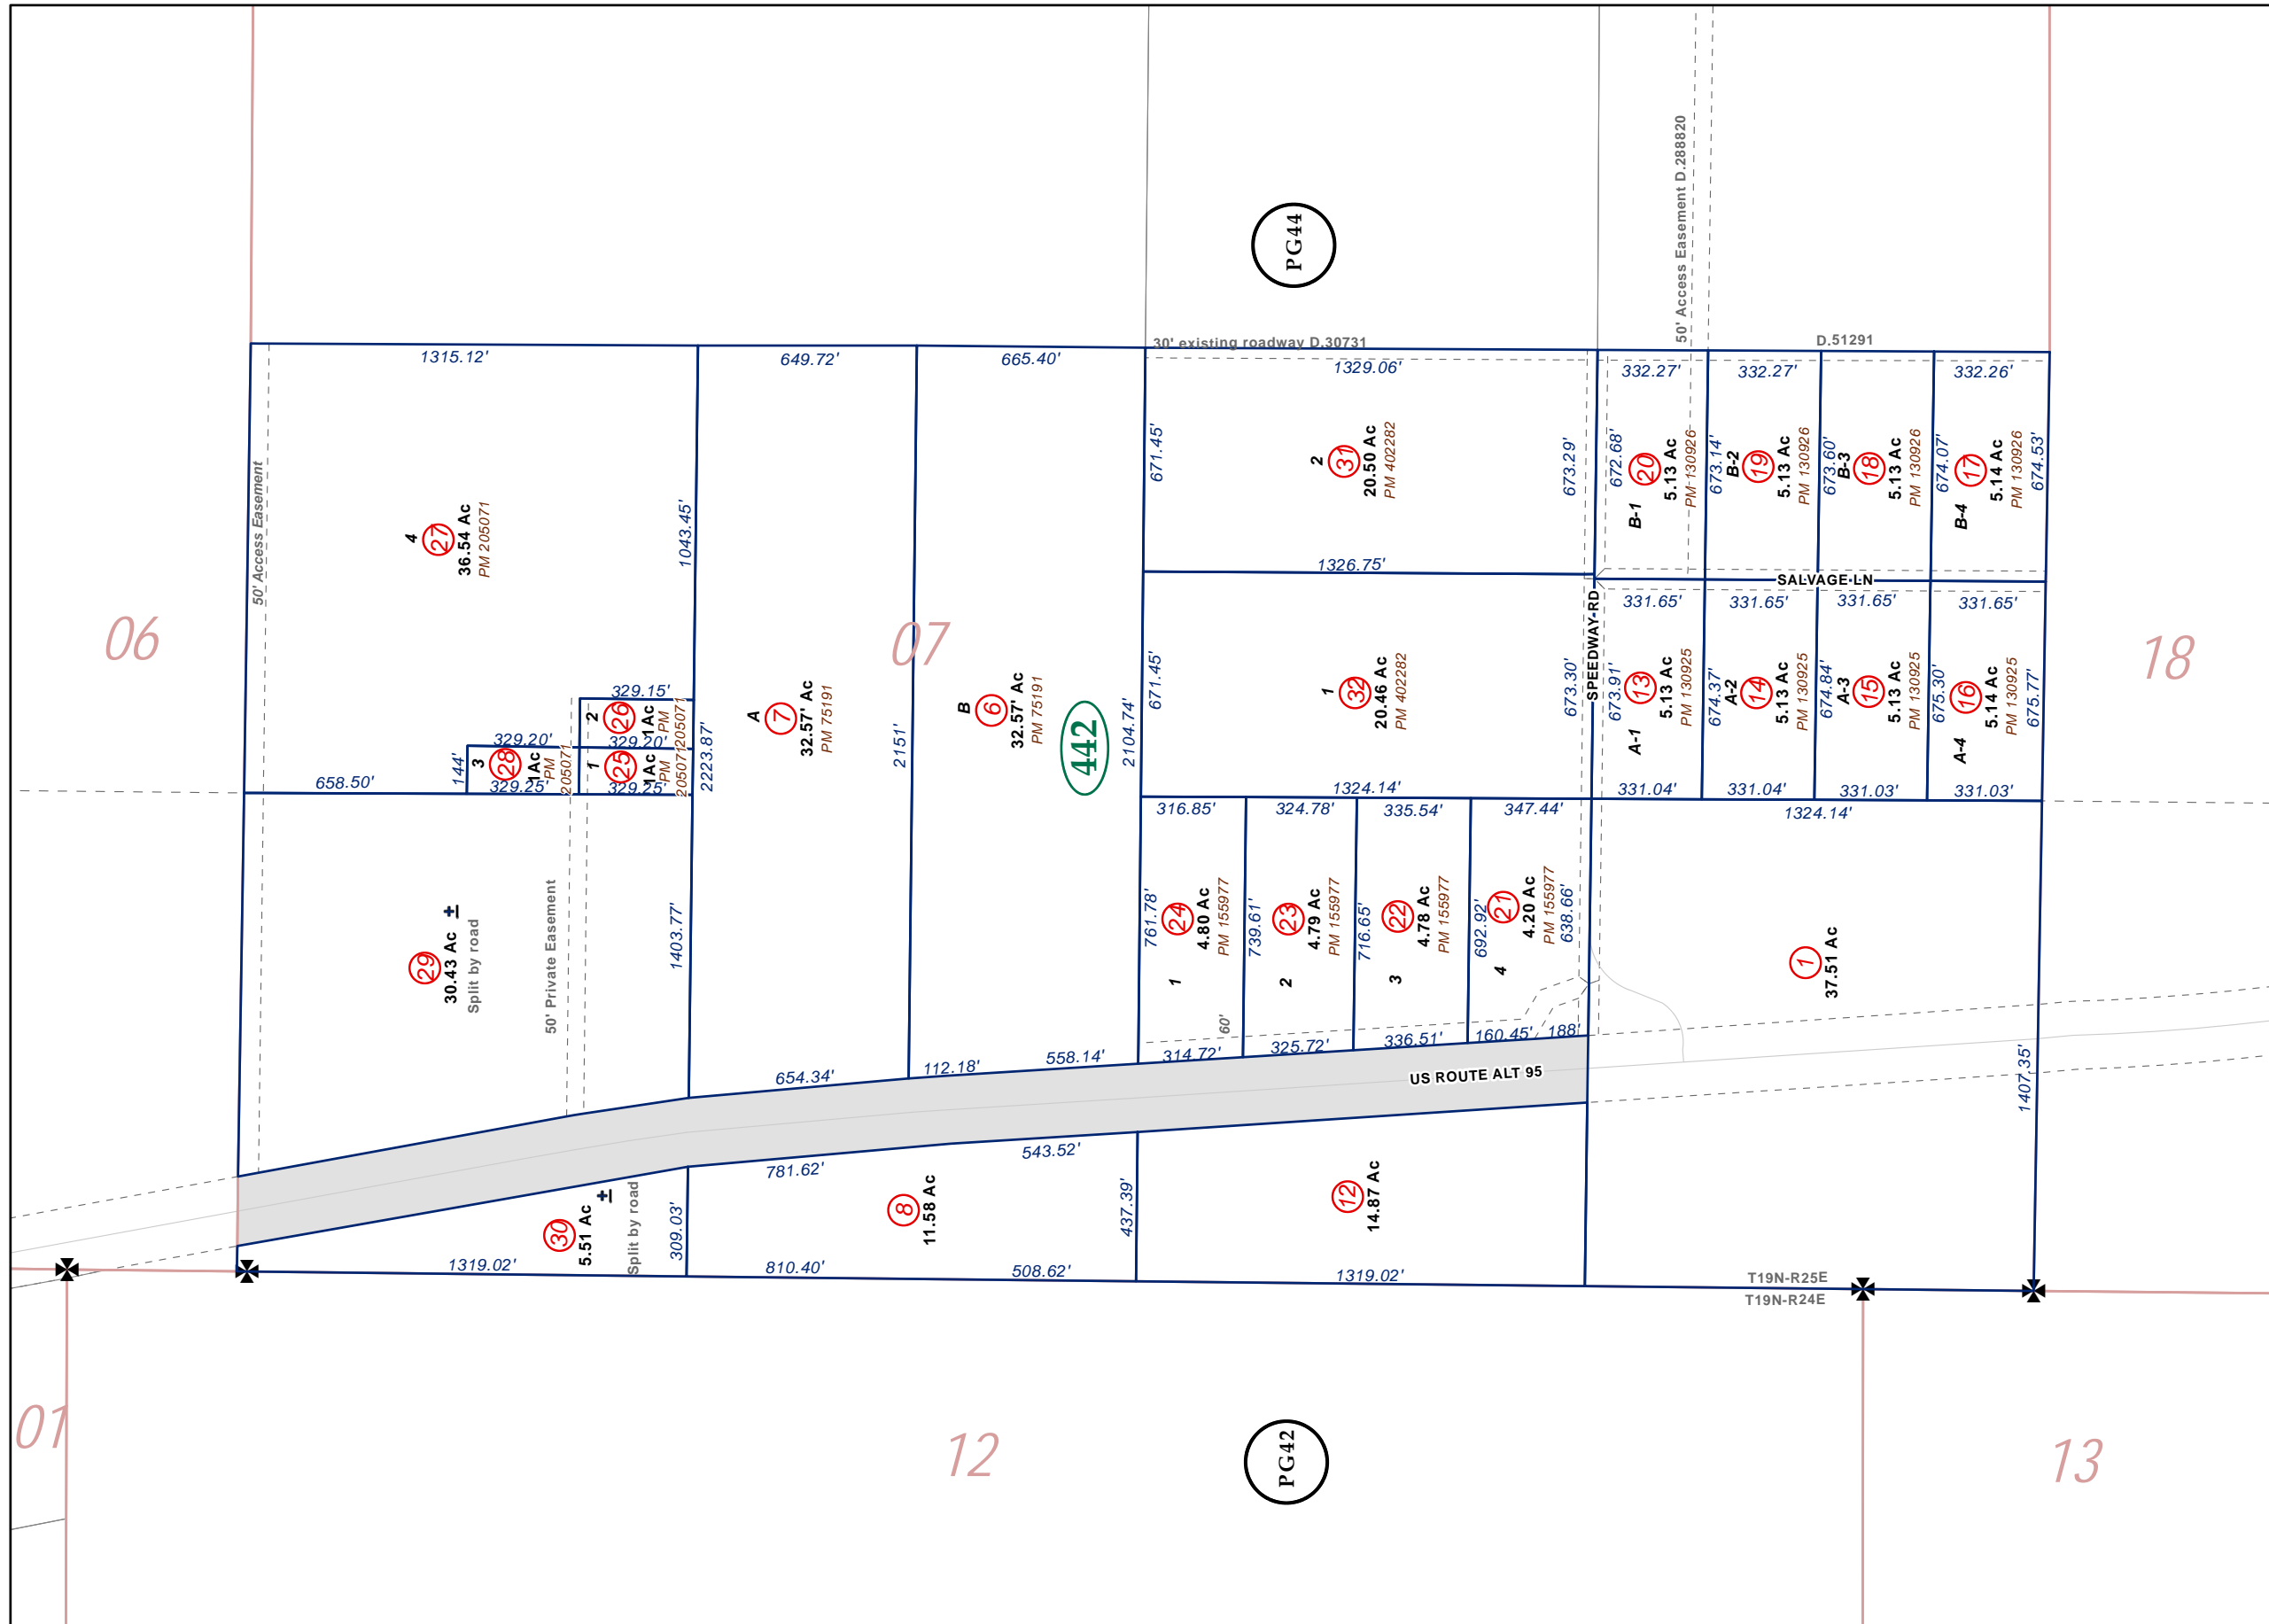 50' Access Easement D.288820
PG44
30' existing roadway D.30731
D.51291
1315.12'
649.72'
665.40'
1329.06'
332.27'
332.27'
332.26'
50' Access Easement
4
27
36.54 Ac
PM 205071
1043.45'
671.45'
2
31
20.50 Ac
PM 402282
673.29'
672.68'
B-1
20
5.13 Ac
PM 130926
673.14'
B-2
19
5.13 Ac
PM 130926
673.60'
B-3
18
5.13 Ac
PM 130926
674.07'
B-4
17
5.14 Ac
PM 130926
674.53'
1326.75'
SALVAGE LN
SPEEDWAY RD
331.65'
331.65'
331.65'
331.65'
06
07
18
329.15'
2
26
1Ac
PM
205071
329.20'
329.20'
144'
3
28
1Ac
PM
205071
1
25
1Ac
PM
205071
658.50'
329.25'
329.25'
2223.87'
A
7
32.57' Ac
PM 75191
2151'
B
6
32.57' Ac
PM 75191
442
2104.74'
671.45'
1
32
20.46 Ac
PM 402282
673.30'
673.91'
A-1
13
5.13 Ac
PM 130925
674.37'
A-2
14
5.13 Ac
PM 130925
674.84'
A-3
15
5.13 Ac
PM 130925
675.30'
A-4
16
5.14 Ac
PM 130925
675.77'
1324.14'
331.04'
331.04'
331.03'
331.03'
316.85'
324.78'
335.54'
347.44'
1324.14'
29
30.43 Ac ±
Split by road
50' Private Easement
1403.77'
761.78'
1
24
4.80 Ac
PM 155977
739.61'
2
23
4.79 Ac
PM 155977
716.65'
3
22
4.78 Ac
PM 155977
692.92'
4
21
4.20 Ac
PM 155977
638.66'
1
37.51 Ac
60'
654.34'
112.18'
558.14'
314.72'
325.72'
336.51'
160.45'
188'
US ROUTE ALT 95
1407.35'
781.62'
543.52'
30
5.51 Ac ±
Split by road
309.03'
8
11.58 Ac
437.39'
12
14.87 Ac
1319.02'
810.40'
508.62'
1319.02'
T19N-R25E
T19N-R24E
01
12
PG42
13